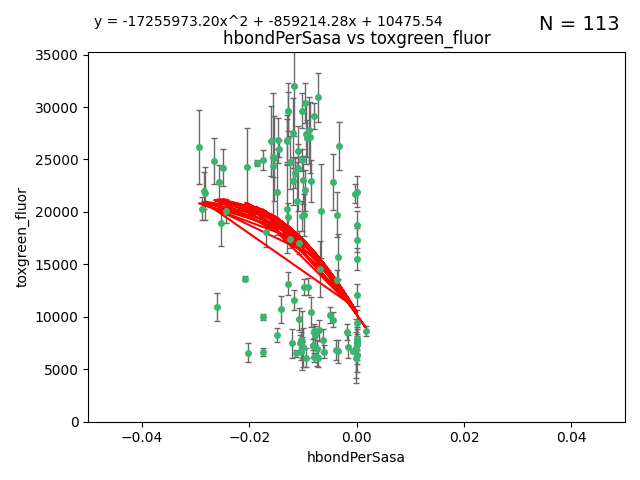 y = -17255973.20x^2 + -859214.28x + 10475.54
N = 113
hbondPerSasa vs toxgreen_fluor
35000
30000
25000
20000
15000
10000
5000
0
toxgreen_fluor
-0.04
-0.02
0.00
0.02
0.04
hbondPerSasa